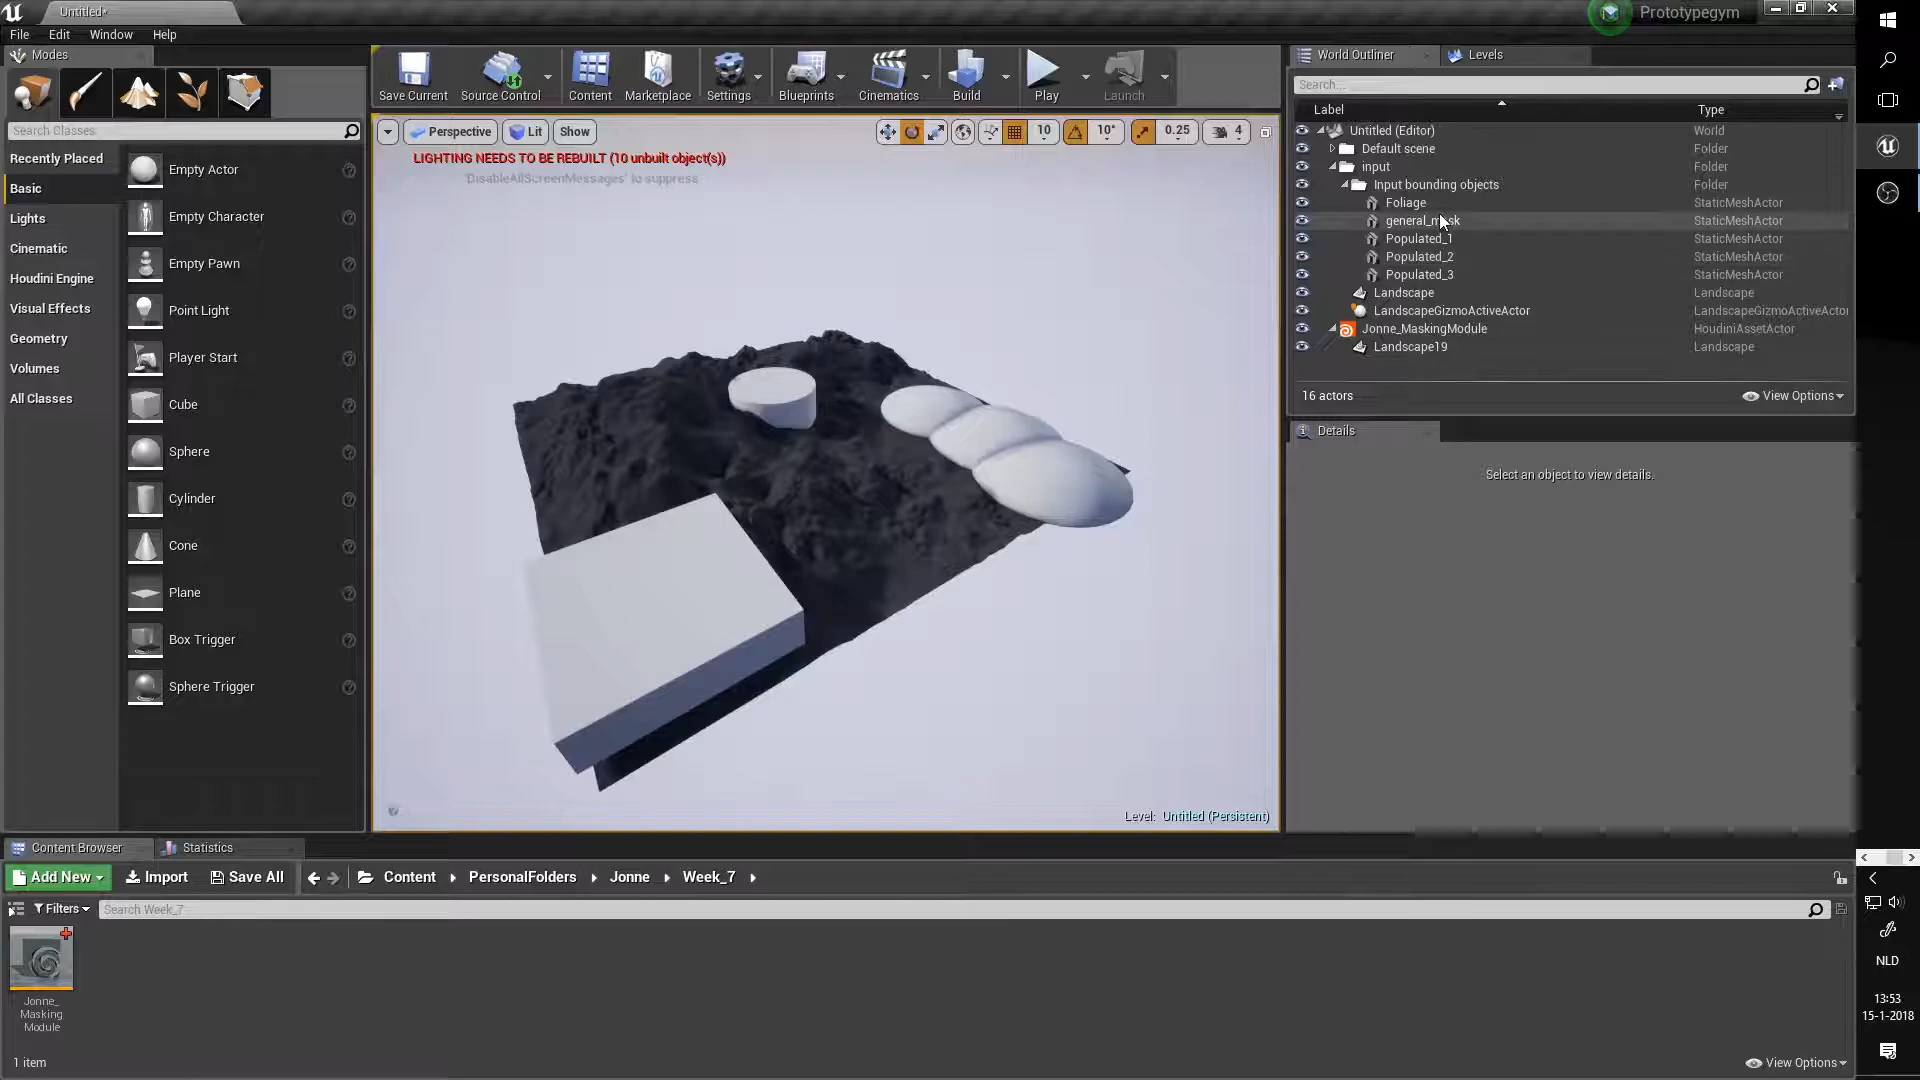 Untitled*
Prototypegym
File Edit Window Help
Modes
Save Current
Source Control
Content
Marketplace
Settings
Blueprints
Cinematics
Build
Play
Launch
Search Classes
Recently Placed
Basic
Lights
Cinematic
Houdini Engine
Visual Effects
Geometry
Volumes
All Classes
Empty Actor
Empty Character
Empty Pawn
Point Light
Player Start
Cube
Sphere
Cylinder
Cone
Plane
Box Trigger
Sphere Trigger
Perspective Lit Show
10 10° 0.25 4
LIGHTING NEEDS TO BE REBUILT (10 unbuilt object(s))
'DisableAllScreenMessages' to suppress
Level: Untitled (Persistent)
World Outliner Levels
Search...
Label Type
Untitled (Editor) World
Default scene Folder
input Folder
Input bounding objects Folder
Foliage StaticMeshActor
general_mask StaticMeshActor
Populated_1 StaticMeshActor
Populated_2 StaticMeshActor
Populated_3 StaticMeshActor
Landscape Landscape
LandscapeGizmoActiveActor LandscapeGizmoActiveActor
Jonne_MaskingModule HoudiniAssetActor
Landscape19 Landscape
16 actors View Options
Details
Select an object to view details.
Content Browser Statistics
Add New Import Save All Content PersonalFolders Jonne Week_7
Filters Search Week_7
Jonne_
Masking
Module
1 item View Options
NLD
13:53
15-1-2018